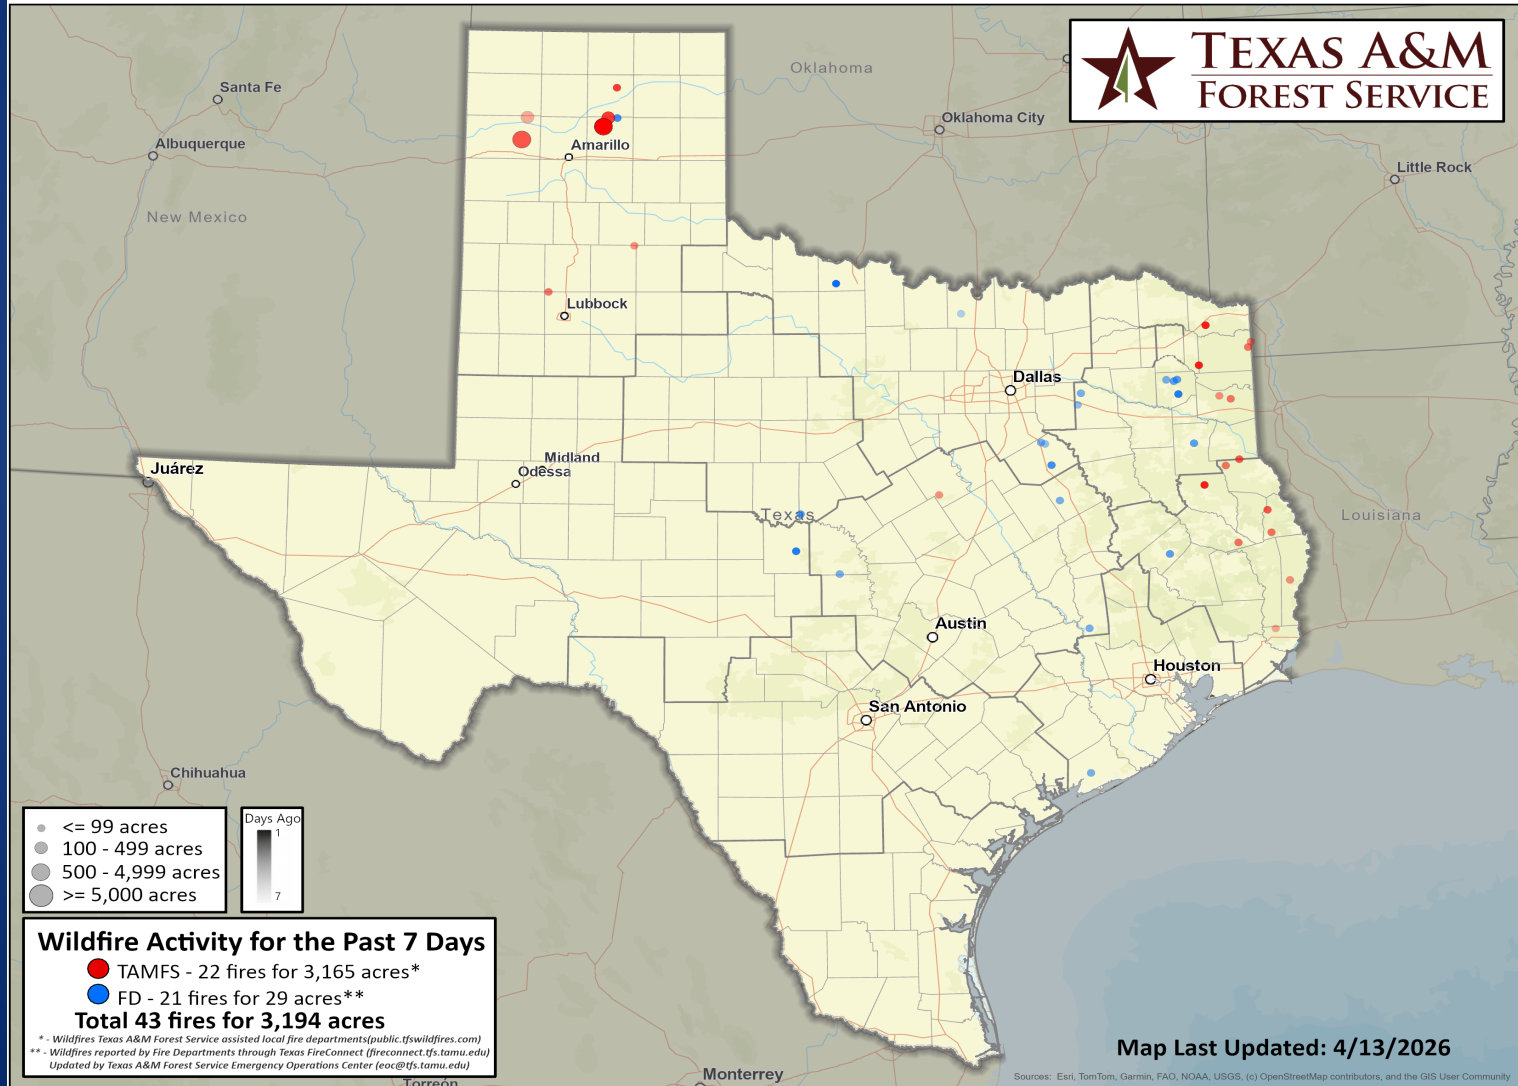 TEXAS A&M
FOREST SERVICE
Oklahoma
Santa Fe
Oklahoma City
Albuquerque
Amarillo
Little Rock
New Mexico
Lubbock
Dallas
Midland
Juárez
Odessa
Texas
Louisiana
Austin
Houston
San Antonio
Chihuahua
<= 99 acres
100 - 499 acres
500 - 4,999 acres
>= 5,000 acres
Days Ago
1
7
Wildfire Activity for the Past 7 Days
TAMFS - 22 fires for 3,165 acres*
FD - 21 fires for 29 acres**
Total 43 fires for 3,194 acres
* - Wildfires Texas A&M Forest Service assisted local fire departments(public.tfswildfires.com)
** - Wildfires reported by Fire Departments through Texas FireConnect (fireconnect.tfs.tamu.edu)
Updated by Texas A&M Forest Service Emergency Operations Center (eoc@tfs.tamu.edu)
Map Last Updated: 4/13/2026
Monterrey
Torreón
Sources: Esri, TomTom, Garmin, FAO, NOAA, USGS, (c) OpenStreetMap contributors, and the GIS User Community